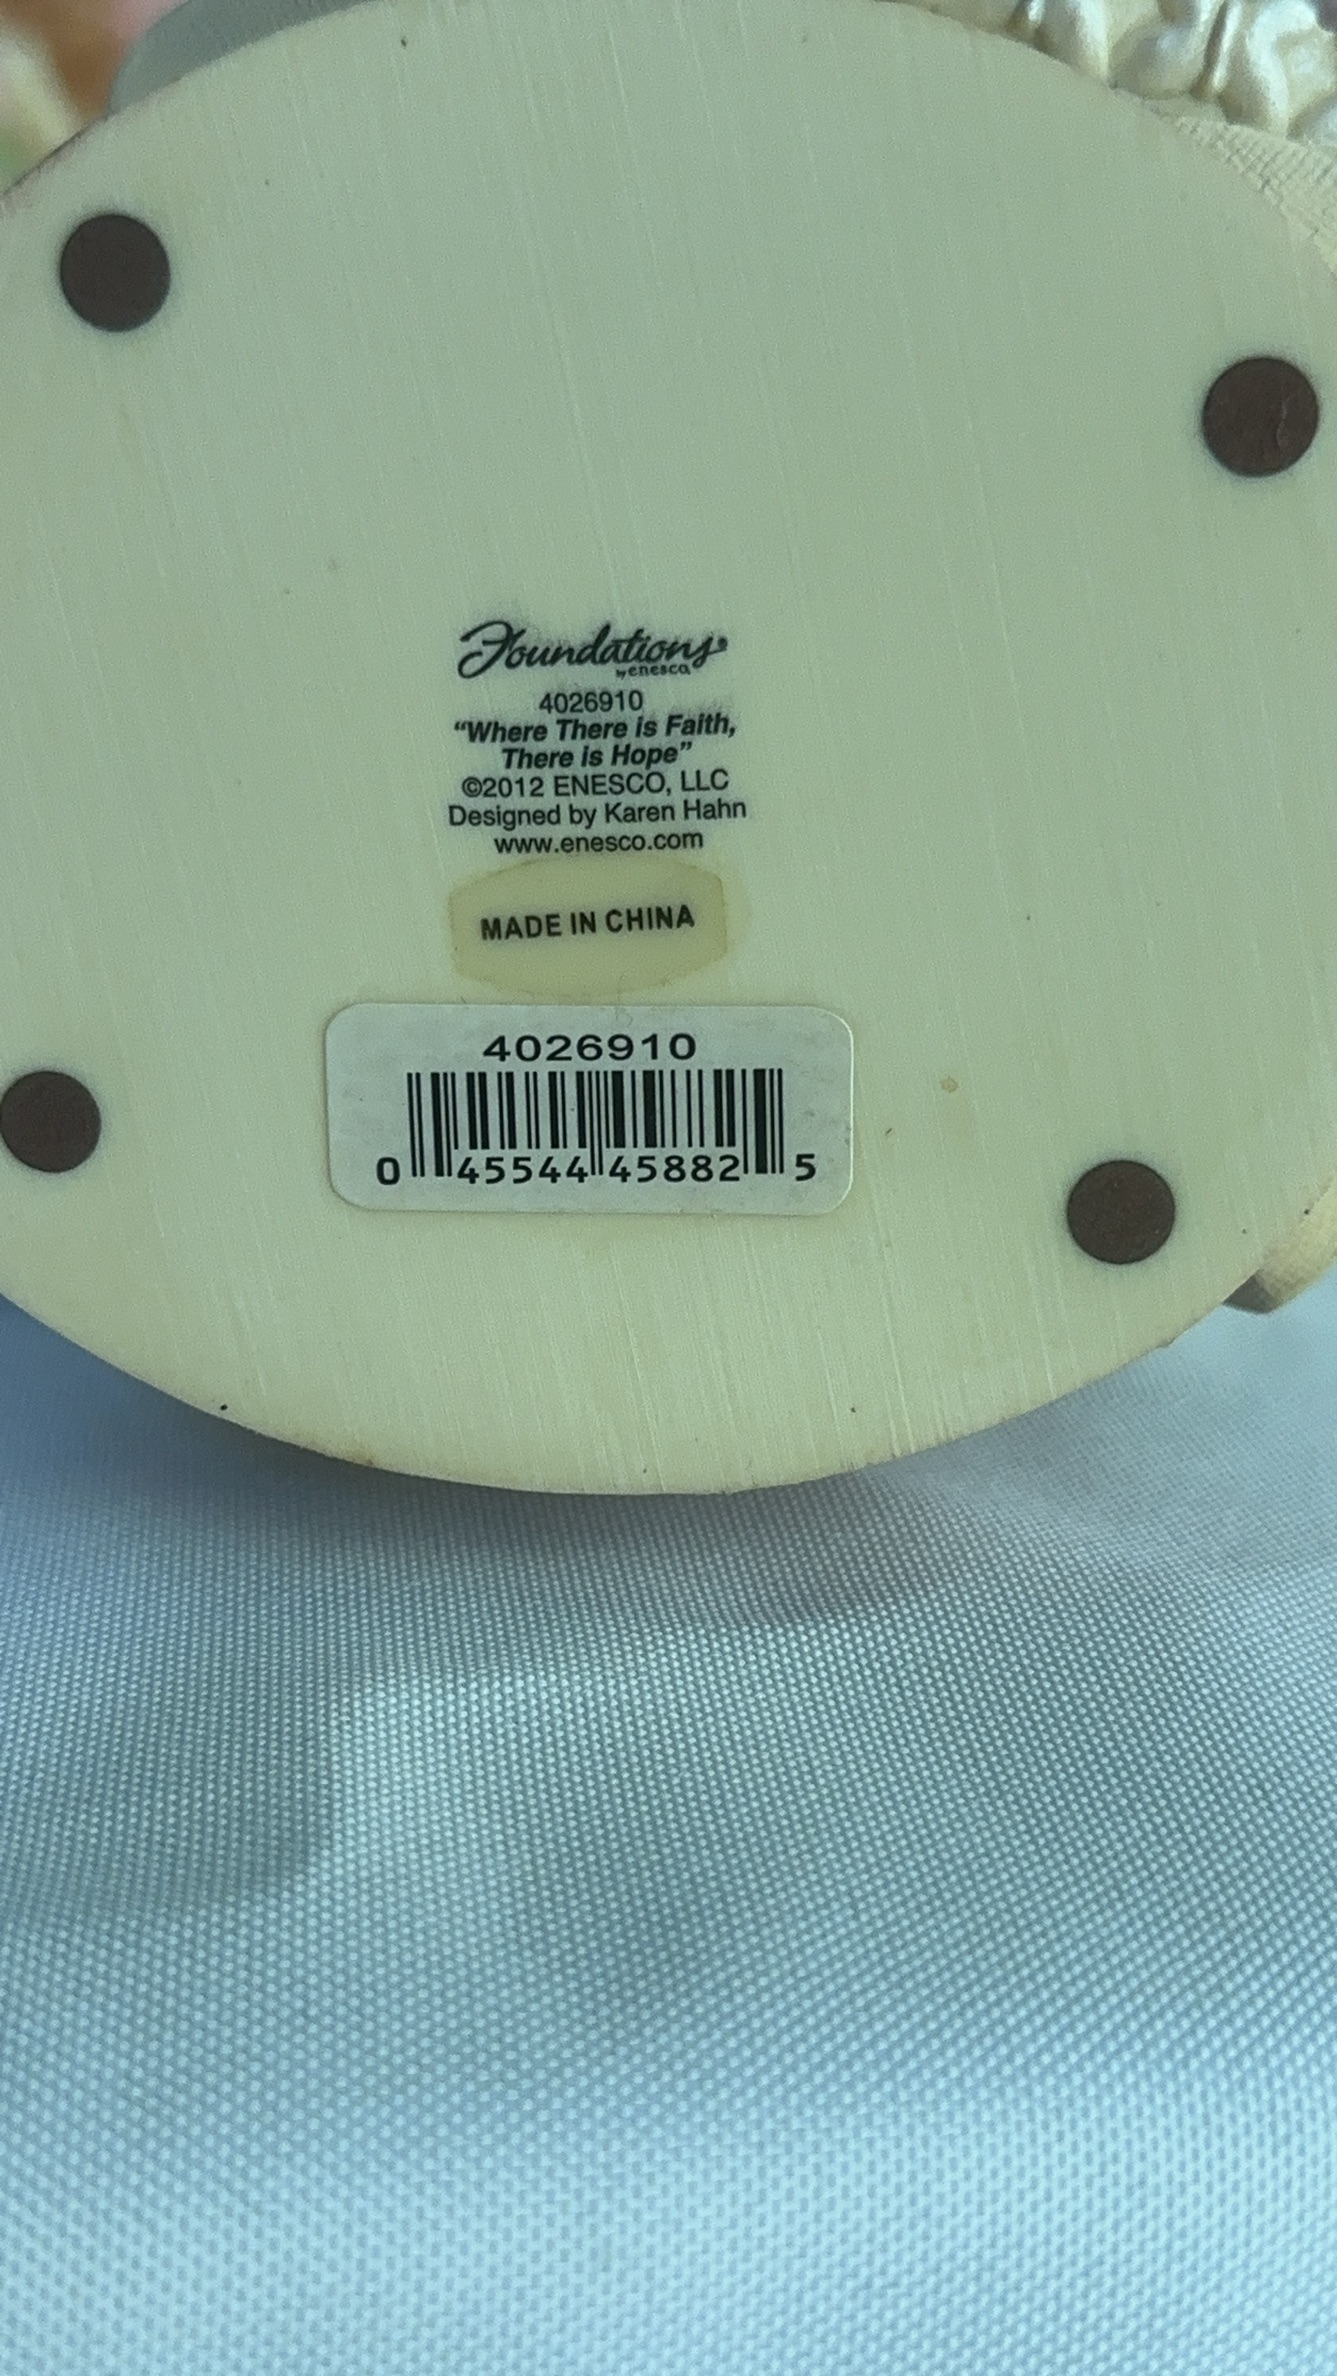 Foundations®
by enesco
4026910
“Where There is Faith,
There is Hope”
©2012 ENESCO, LLC
Designed by Karen Hahn
www.enesco.com
MADE IN CHINA
4026910
0 45544 45882 5